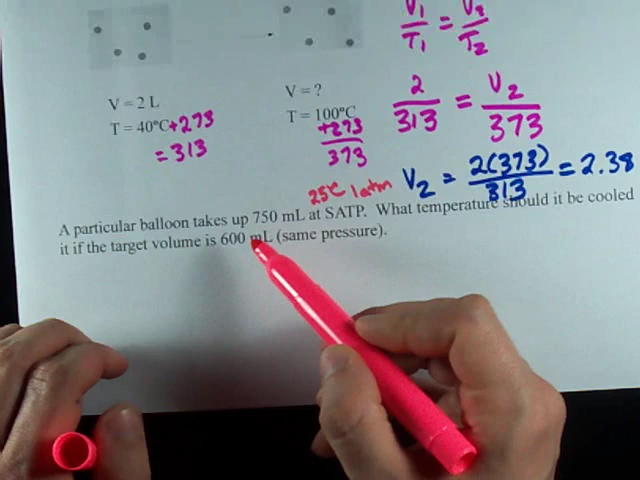 V₁/T₁ = V₂/T₂
V = 2 L
T = 40°C +273
= 313
V = ?
T = 100°C
+273
373
2/313 = V₂/373
V₂ = 2(373)/313 = 2.38
25°C 1 atm
A particular balloon takes up 750 mL at SATP. What temperature should it be cooled
it if the target volume is 600 mL (same pressure).